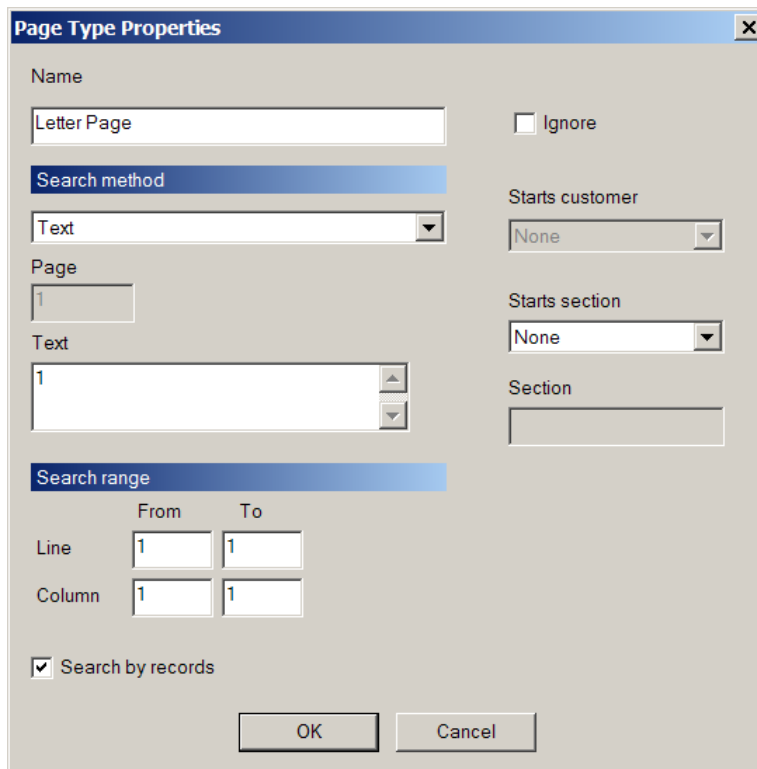 Page Type Properties
Name
Letter Page
Ignore
Search method
Starts customer
Text
None
Page
1
Starts section
Text
None
1
Section
Search range
From To
Line 1 1
Column 1 1
Search by records
OK Cancel